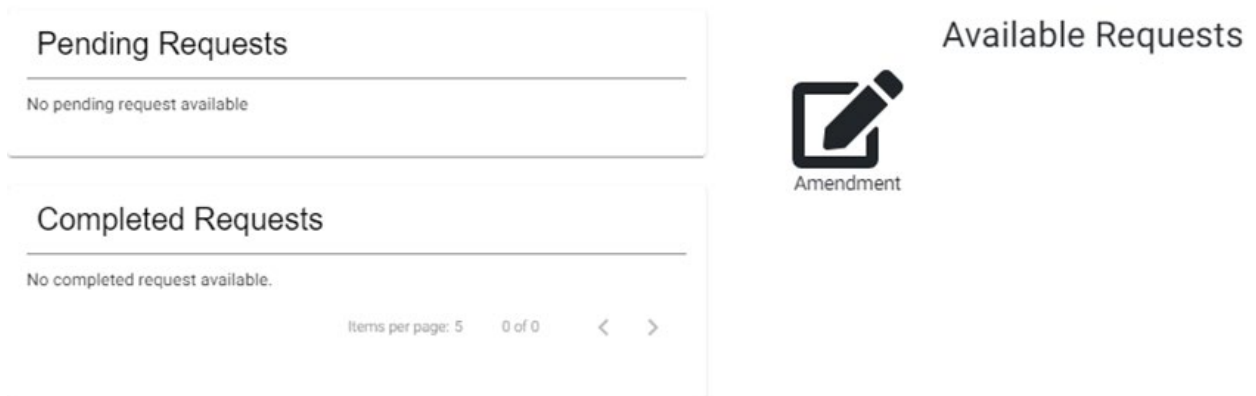 Pending Requests
No pending request available
Completed Requests
No completed request available.
Items per page: 5 0 of 0
Available Requests
Amendment